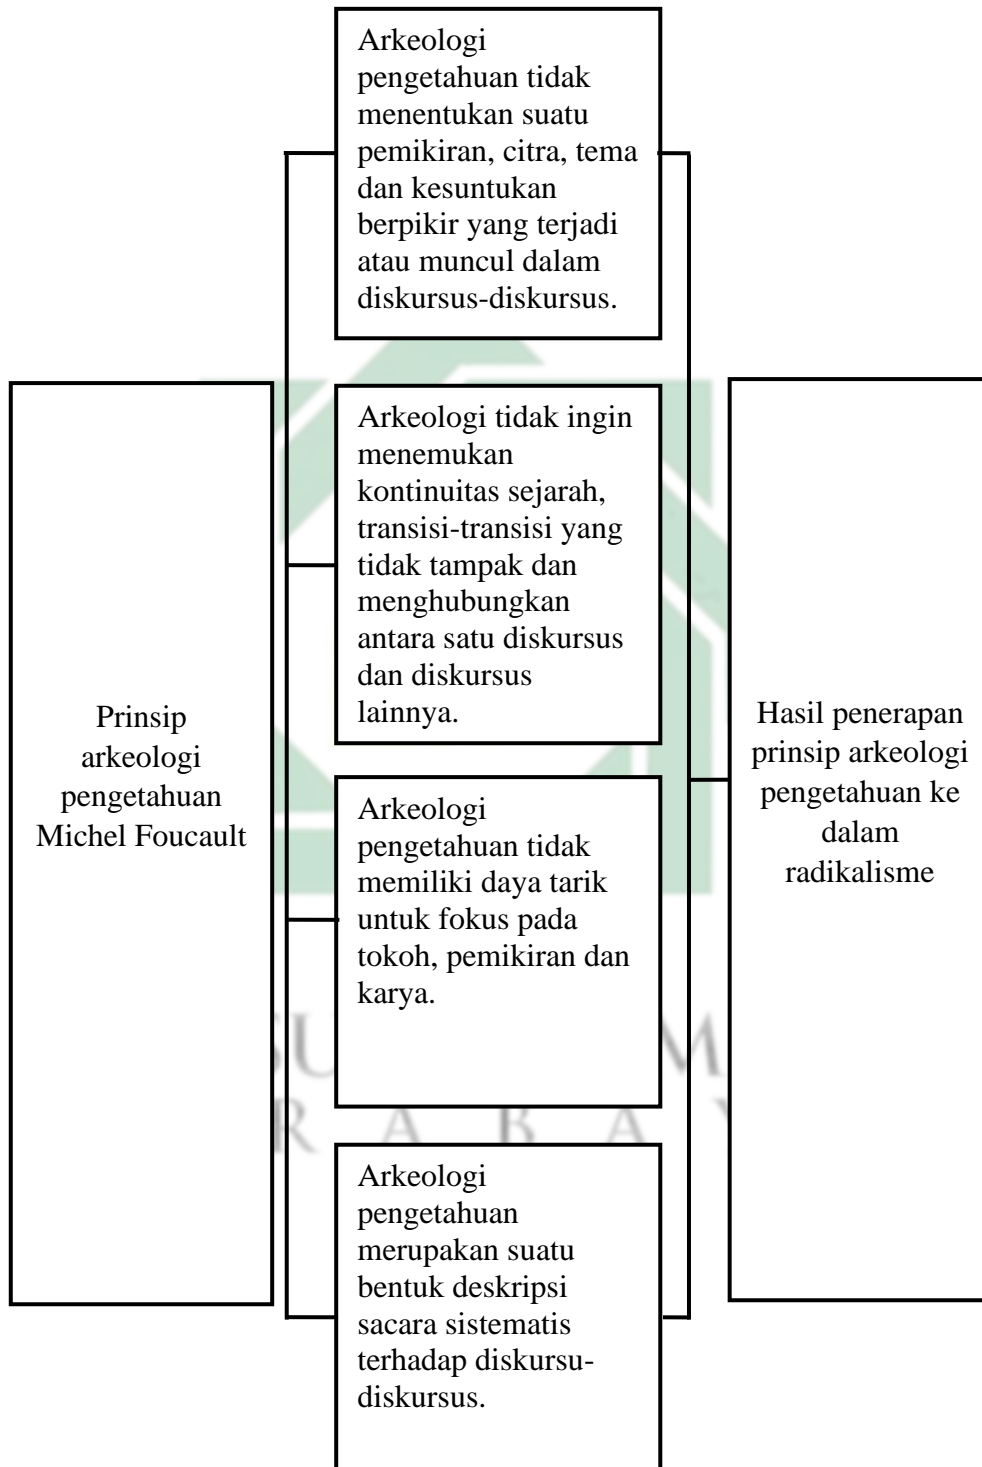 Arkeologi
pengetahuan tidak
menentukan suatu
pemikiran, citra, tema
dan kesuntukan
berpikir yang terjadi
atau muncul dalam
diskursus-diskursus.
Prinsip
arkeologi
pengetahuan
Michel Foucault
Arkeologi tidak ingin
menemukan
kontinuitas sejarah,
transisi-transisi yang
tidak tampak dan
menghubungkan
antara satu diskursus
dan diskursus
lainnya.
Arkeologi
pengetahuan tidak
memiliki daya tarik
untuk fokus pada
tokoh, pemikiran dan
karya.
Arkeologi
pengetahuan
merupakan suatu
bentuk deskripsi
sacara sistematis
terhadap diskursu-
diskursus.
Hasil penerapan
prinsip arkeologi
pengetahuan ke
dalam
radikalisme